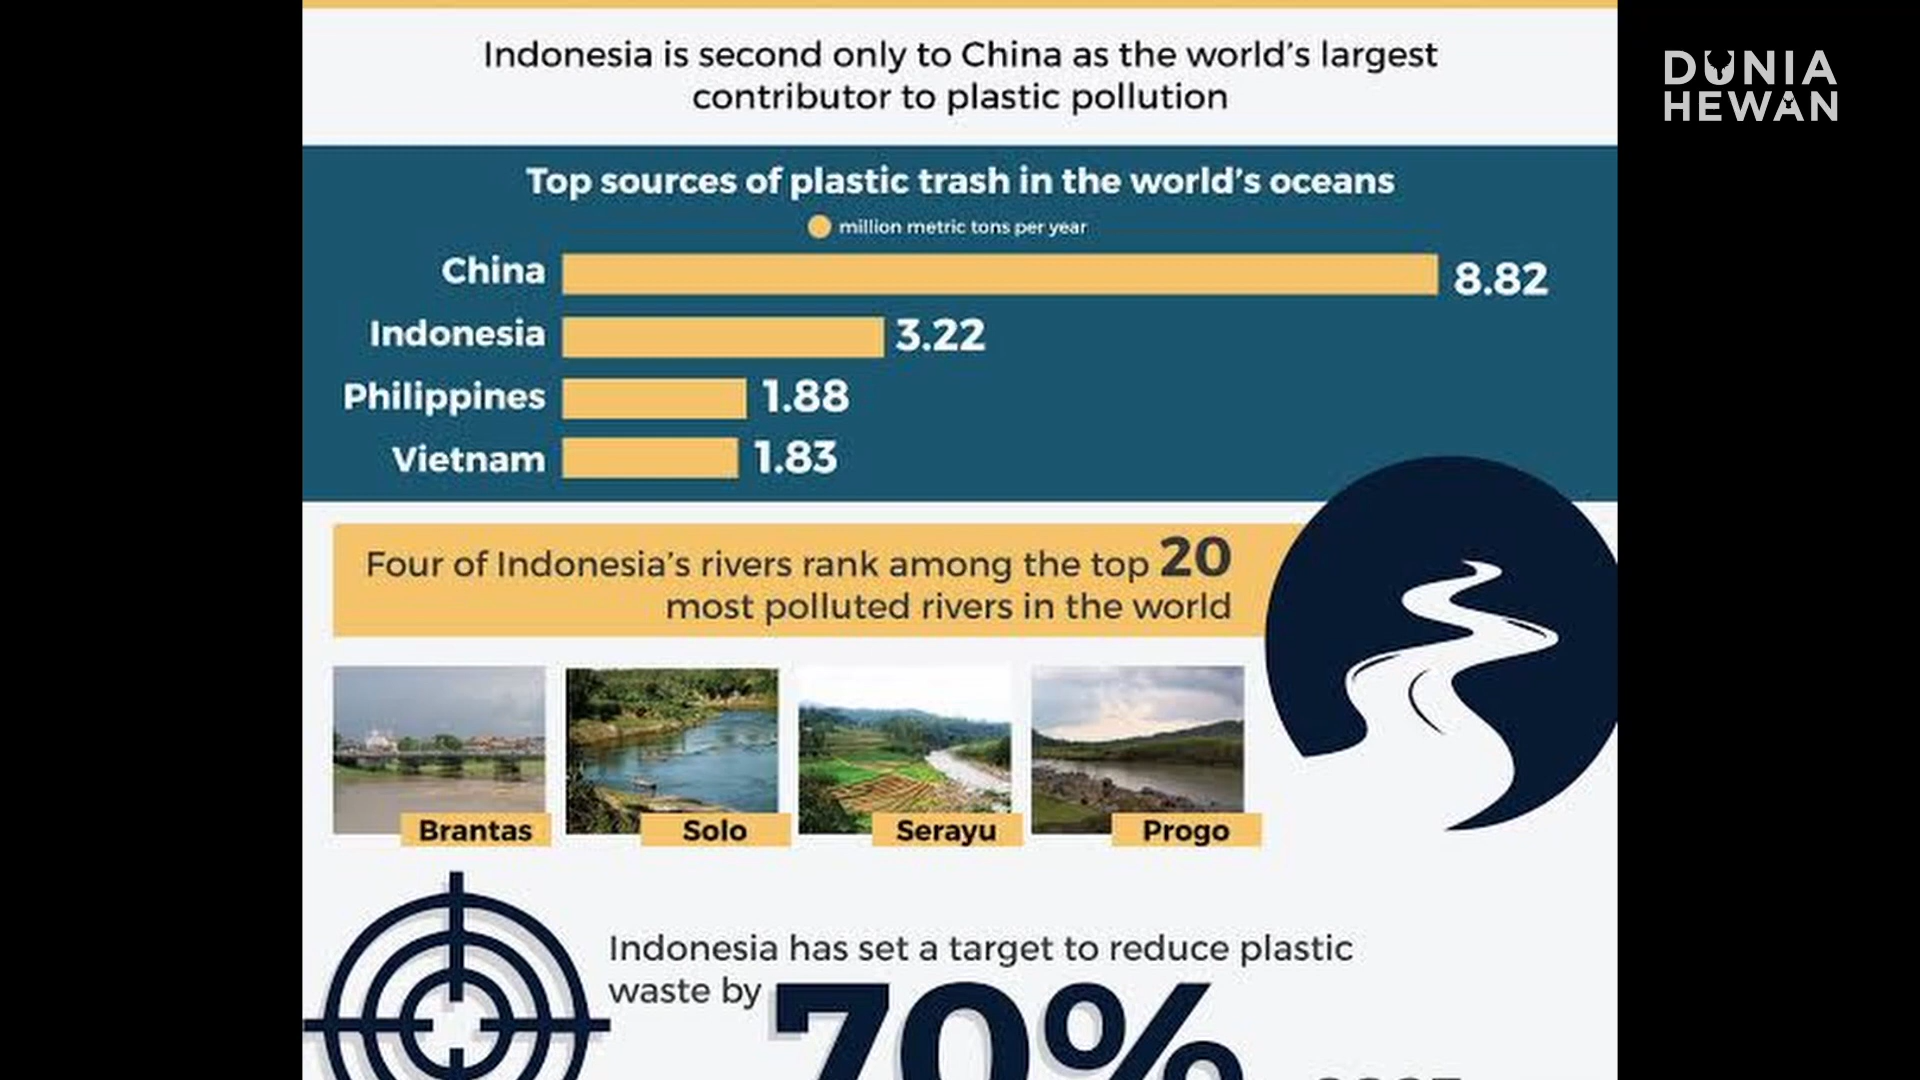 Indonesia is second only to China as the world's largest
contributor to plastic pollution
DUNIA
HEWAN
Top sources of plastic trash in the world's oceans
million metric tons per year
China 8.82
Indonesia 3.22
Philippines 1.88
Vietnam 1.83
Four of Indonesia's rivers rank among the top 20
most polluted rivers in the world
Brantas Solo Serayu Progo
Indonesia has set a target to reduce plastic
waste by 70%